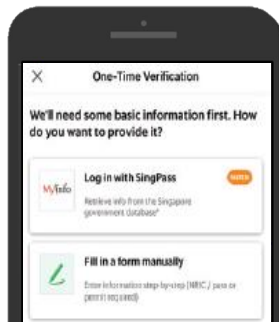 One-Time Verification
We'll need some basic information first. How
do you want to provide it?
Log in with SingPass
MyInfo
Retrieve info from the Singapore
government database*
Fill in a form manually
Enter information step-by-step (NRIC / pass or
permit required)